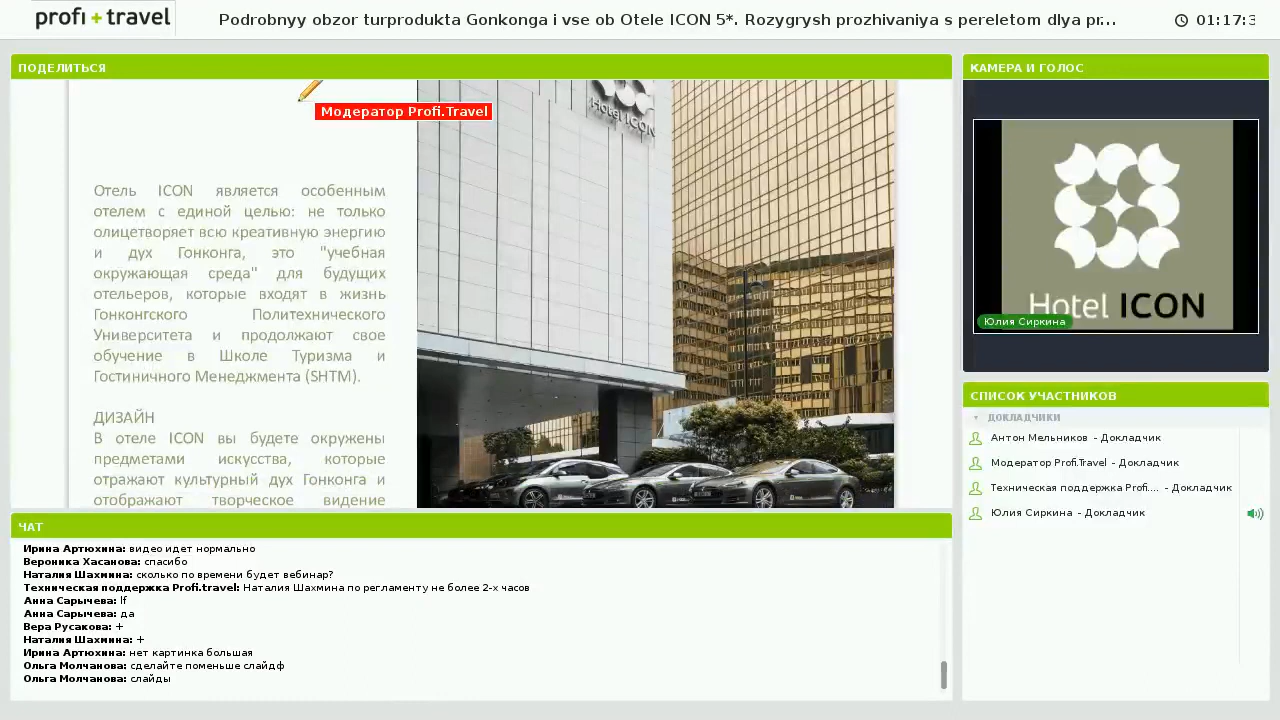 profi + travel
Podrobnyy obzor turprodukta Gonkonga i vse ob Otele ICON 5*. Rozygrysh prozhivaniya s pereletom dlya pr...
01:17:3
ПОДЕЛИТЬСЯ
Модератор Profi.Travel
Hotel ICON
Отель ICON является особенным
отелем с единой целью: не только
олицетворяет всю креативную энергию
и дух Гонконга, это "учебная
окружающая среда" для будущих
отельеров, которые входят в жизнь
Гонконгского Политехнического
Университета и продолжают свое
обучение в Школе Туризма и
Гостиничного Менеджмента (SHTM).
ДИЗАЙН
В отеле ICON вы будете окружены
предметами искусства, которые
отражают культурный дух Гонконга и
отображают творческое видение
КАМЕРА И ГОЛОС
Hotel ICON
Юлия Сиркина
СПИСОК УЧАСТНИКОВ
ДОКЛАДЧИКИ
Антон Мельников - Докладчик
Модератор Profi.Travel - Докладчик
Техническая поддержка Profi.... - Докладчик
Юлия Сиркина - Докладчик
ЧАТ
Ирина Артюхина: видео идет нормально
Вероника Хасанова: спасибо
Наталия Шахмина: сколько по времени будет вебинар?
Техническая поддержка Profi.travel: Наталия Шахмина по регламенту не более 2-х часов
Анна Сарычева: lf
Анна Сарычева: да
Вера Русакова: +
Наталия Шахмина: +
Ирина Артюхина: нет картинка большая
Ольга Молчанова: сделайте поменьше слайдф
Ольга Молчанова: слайды